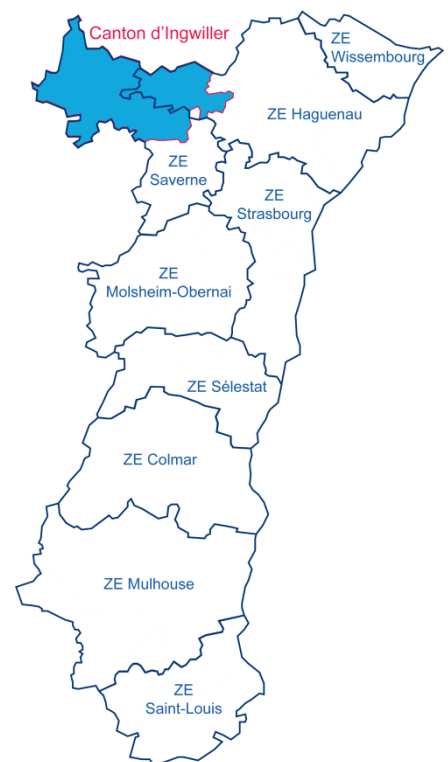 Canton d'Ingwiller
ZE
Wissembourg
ZE Haguenau
ZE
Saverne
ZE
Strasbourg
ZE
Molsheim-Obernai
ZE Sélestat
ZE Colmar
ZE Mulhouse
ZE
Saint-Louis